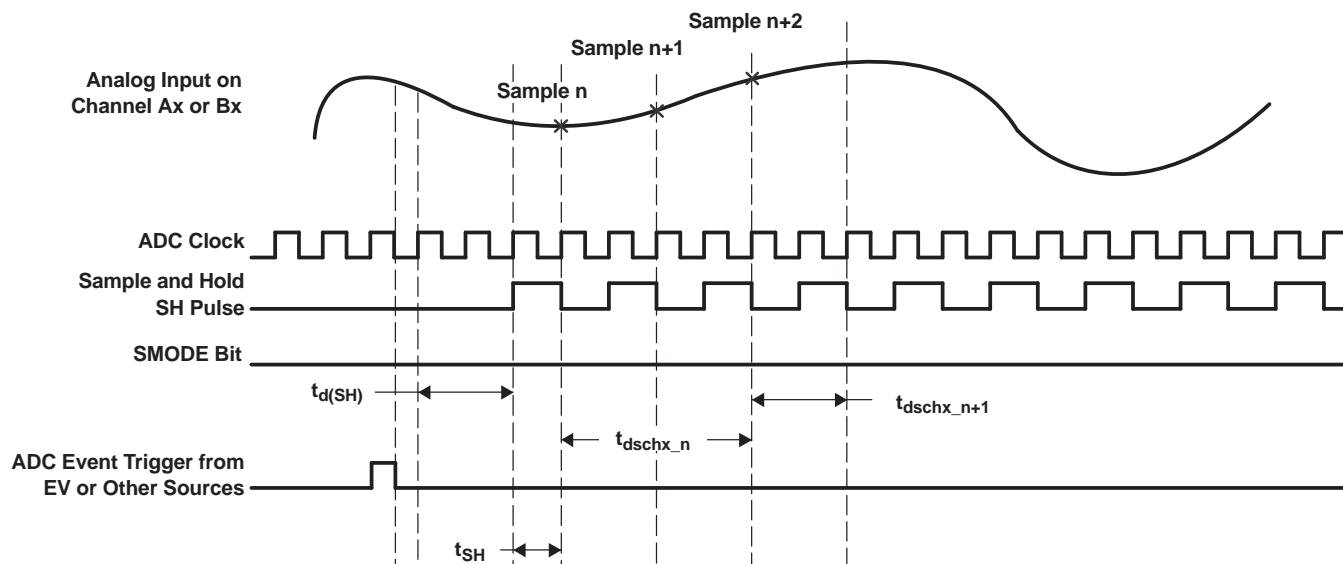 Sample n+2
Sample n+1
Analog Input on
Channel Ax or Bx
Sample n
ADC Clock
Sample and Hold
SH Pulse
SMODE Bit
td(SH)
tdschx_n+1
tdschx_n
ADC Event Trigger from
EV or Other Sources
tSH